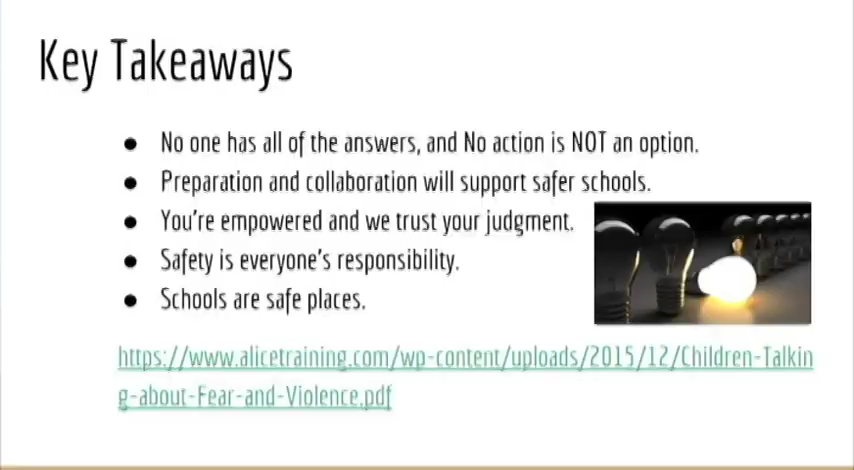 Key Takeaways
● No one has all of the answers, and No action is NOT an option.
● Preparation and collaboration will support safer schools.
● You're empowered and we trust your judgment.
● Safety is everyone's responsibility.
● Schools are safe places.
https://www.alicetraining.com/wp-content/uploads/2015/12/Children-Talkin
g-about-Fear-and-Violence.pdf